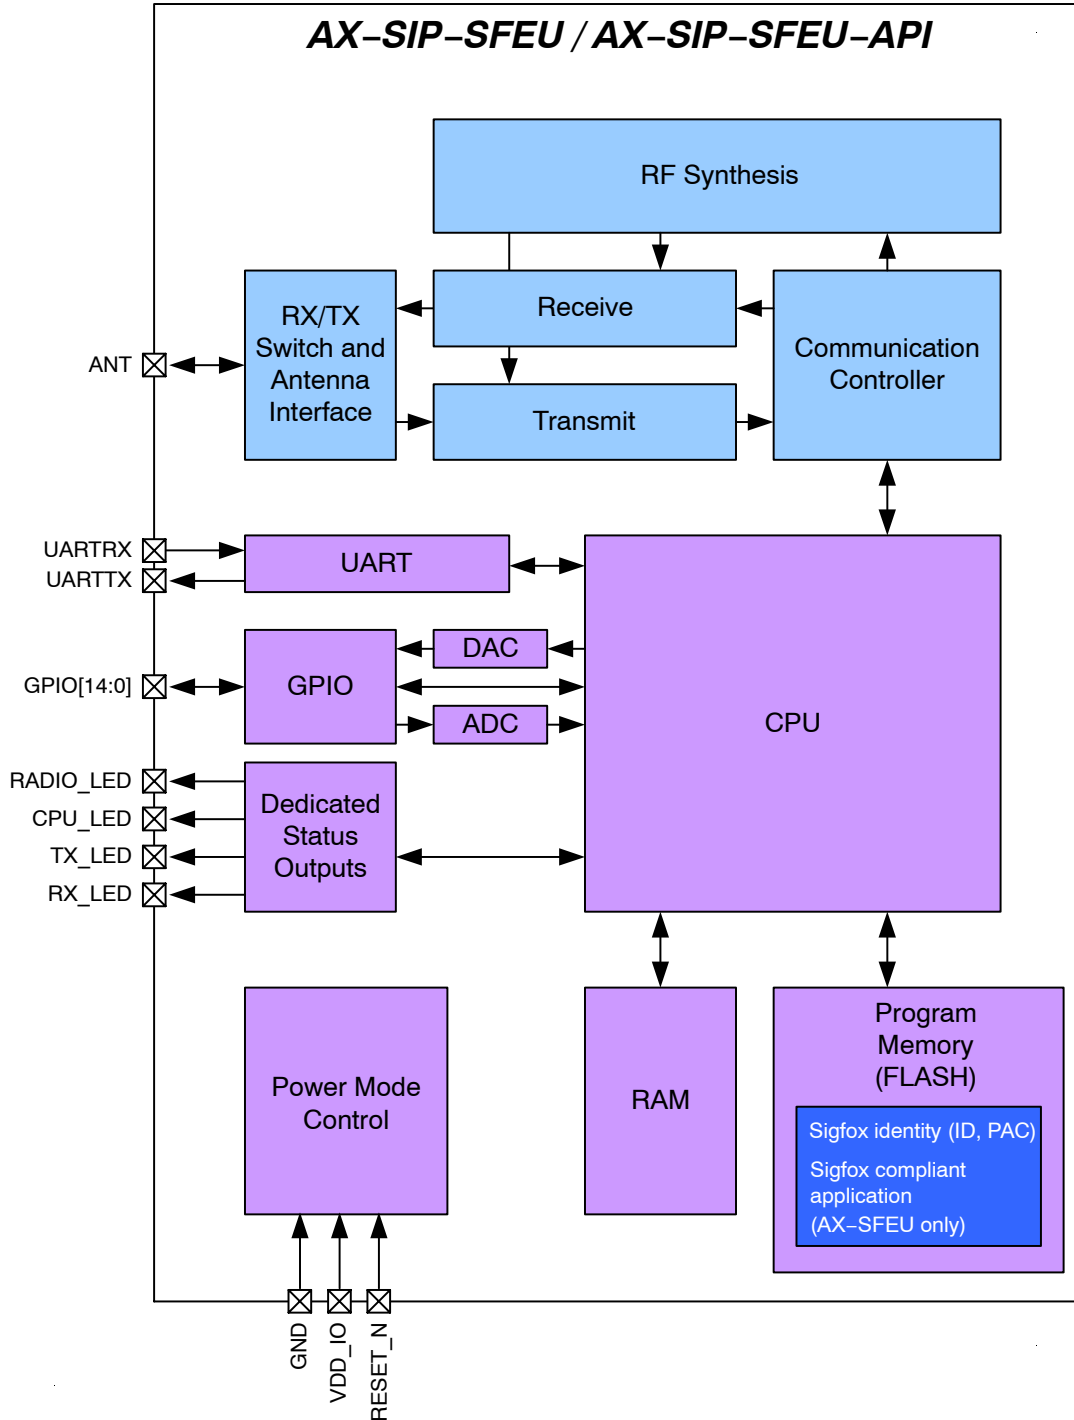 AX–SIP–SFEU / AX–SIP–SFEU–API
RF Synthesis
RX/TX
Switch and
Antenna
Interface
Receive
Transmit
Communication
Controller
ANT
UARTRX
UARTTX
UART
GPIO[14:0]
GPIO
DAC
ADC
CPU
RADIO_LED
CPU_LED
TX_LED
RX_LED
Dedicated
Status
Outputs
Power Mode
Control
RAM
Program
Memory
(FLASH)
Sigfox identity (ID, PAC)
Sigfox compliant
application
(AX–SFEU only)
GND
VDD_IO
RESET_N